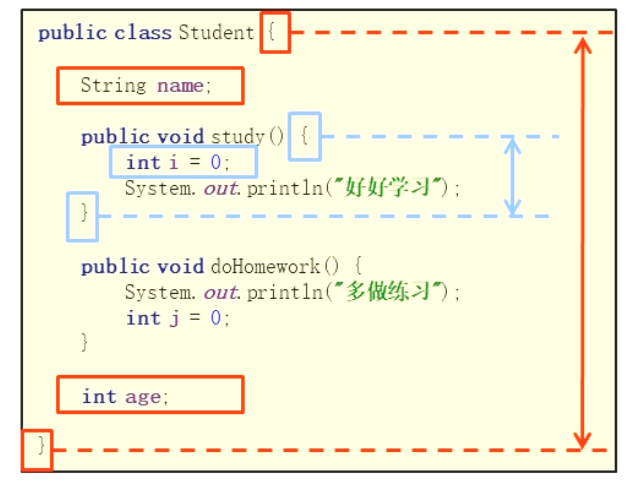 public class Student {
String name;
public void study() {
int i = 0;
System.out.println("好好学习");
}
public void doHomework() {
System.out.println("多做练习");
int j = 0;
}
int age;
}